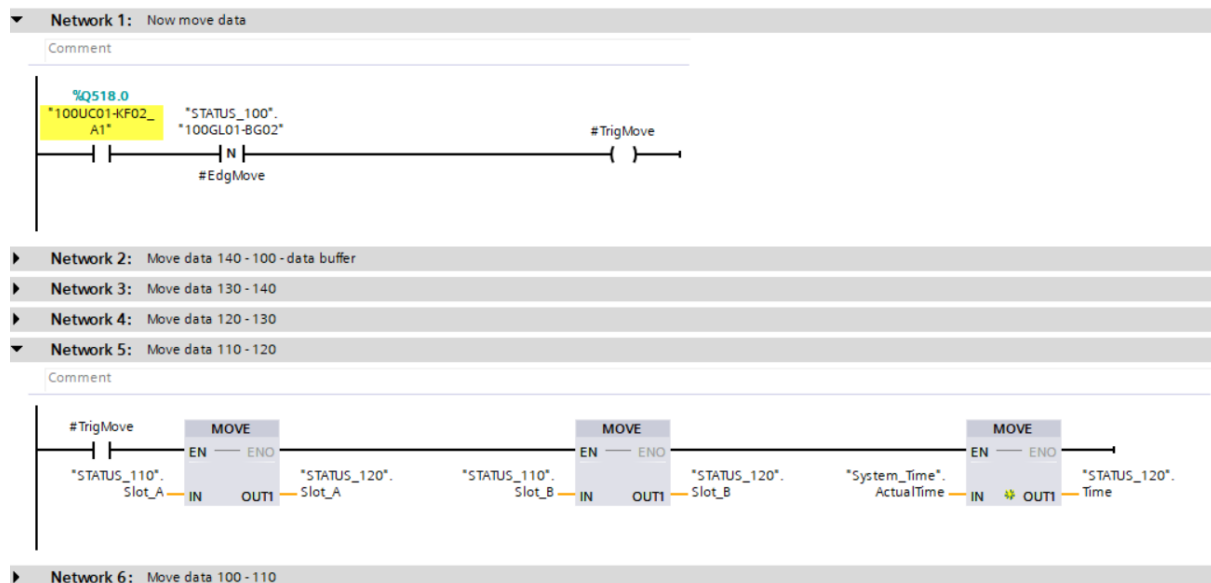 Network 1: Now move data
Comment
%Q518.0
"100UC01-KF02_
A1"
"STATUS_100".
"100GL01-BG02"
N
#EdgMove
#TrigMove
Network 2: Move data 140 - 100 - data buffer
Network 3: Move data 130 - 140
Network 4: Move data 120 - 130
Network 5: Move data 110 - 120
Comment
#TrigMove
MOVE
EN ENO
"STATUS_110".
Slot_A
IN OUT1
"STATUS_120".
Slot_A
MOVE
EN ENO
"STATUS_110".
Slot_B
IN OUT1
"STATUS_120".
Slot_B
MOVE
EN ENO
"System_Time".
ActualTime
IN OUT1
"STATUS_120".
Time
Network 6: Move data 100 - 110